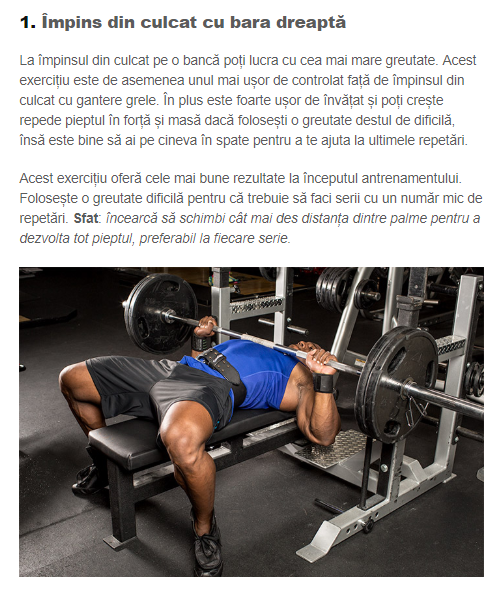 1. Împins din culcat cu bara dreaptă
La împinsul din culcat pe o bancă poți lucra cu cea mai mare greutate. Acest
exercițiu este de asemenea unul mai ușor de controlat față de împinsul din
culcat cu gantere grele. În plus este foarte ușor de învățat și poți crește
repede pieptul în forță și masă dacă folosești o greutate destul de dificilă,
însă este bine să ai pe cineva în spate pentru a te ajuta la ultimele repetări.
Acest exercițiu oferă cele mai bune rezultate la începutul antrenamentului.
Folosește o greutate dificilă pentru că trebuie să faci serii cu un număr mic de
repetări. Sfat: încearcă să schimbi cât mai des distanța dintre palme pentru a
dezvolta tot pieptul, preferabil la fiecare serie.